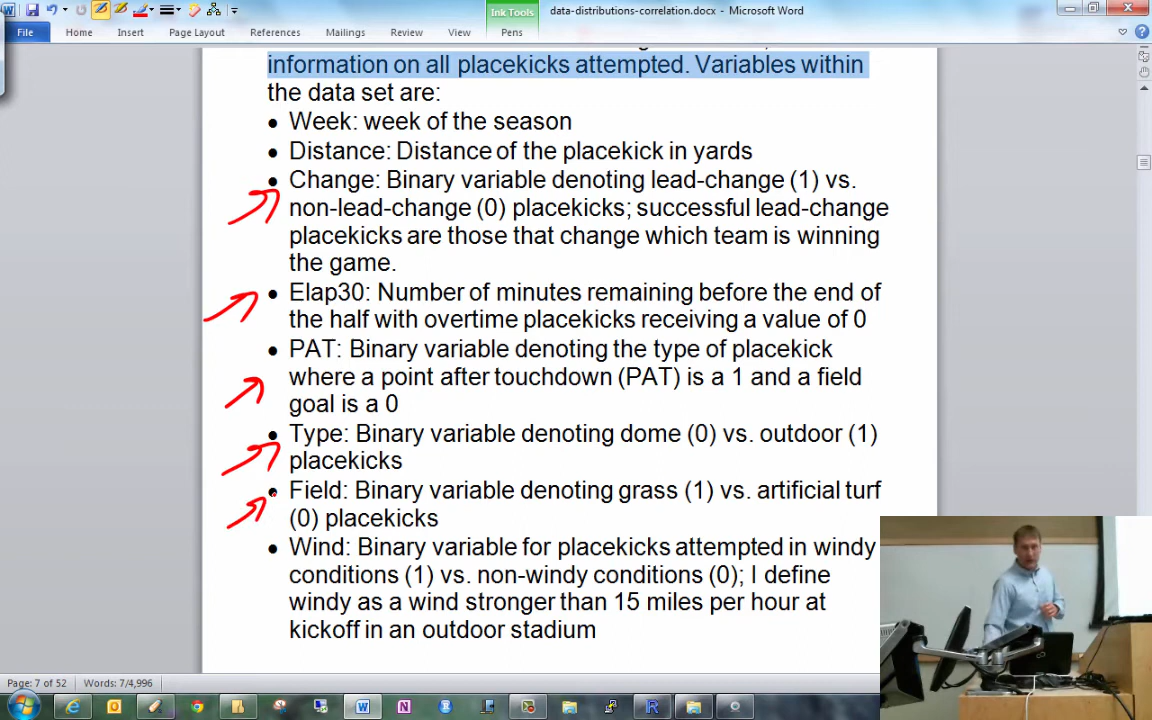 Ink Tools
data-distributions-correlation.docx - Microsoft Word
File Home Insert Page Layout References Mailings Review View Pens
information on all placekicks attempted. Variables within
the data set are:
• Week: week of the season
• Distance: Distance of the placekick in yards
• Change: Binary variable denoting lead-change (1) vs.
non-lead-change (0) placekicks; successful lead-change
placekicks are those that change which team is winning
the game.
• Elap30: Number of minutes remaining before the end of
the half with overtime placekicks receiving a value of 0
• PAT: Binary variable denoting the type of placekick
where a point after touchdown (PAT) is a 1 and a field
goal is a 0
• Type: Binary variable denoting dome (0) vs. outdoor (1)
placekicks
• Field: Binary variable denoting grass (1) vs. artificial turf
(0) placekicks
• Wind: Binary variable for placekicks attempted in windy
conditions (1) vs. non-windy conditions (0); I define
windy as a wind stronger than 15 miles per hour at
kickoff in an outdoor stadium
Page: 7 of 52 Words: 7/4,996